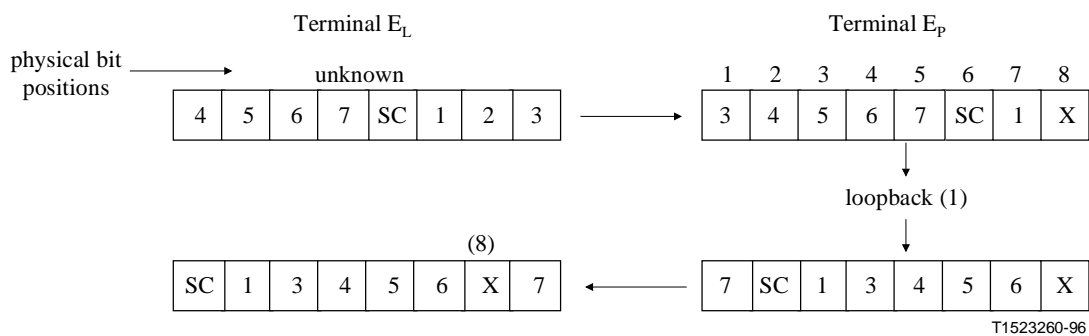 Terminal EL Terminal EP
physical bit positions
unknown 1 2 3 4 5 6 7 8
4 5 6 7 SC 1 2 3 3 4 5 6 7 SC 1 X
loopback (1)
(8)
SC 1 3 4 5 6 X 7 7 SC 1 3 4 5 6 X
T1523260-96